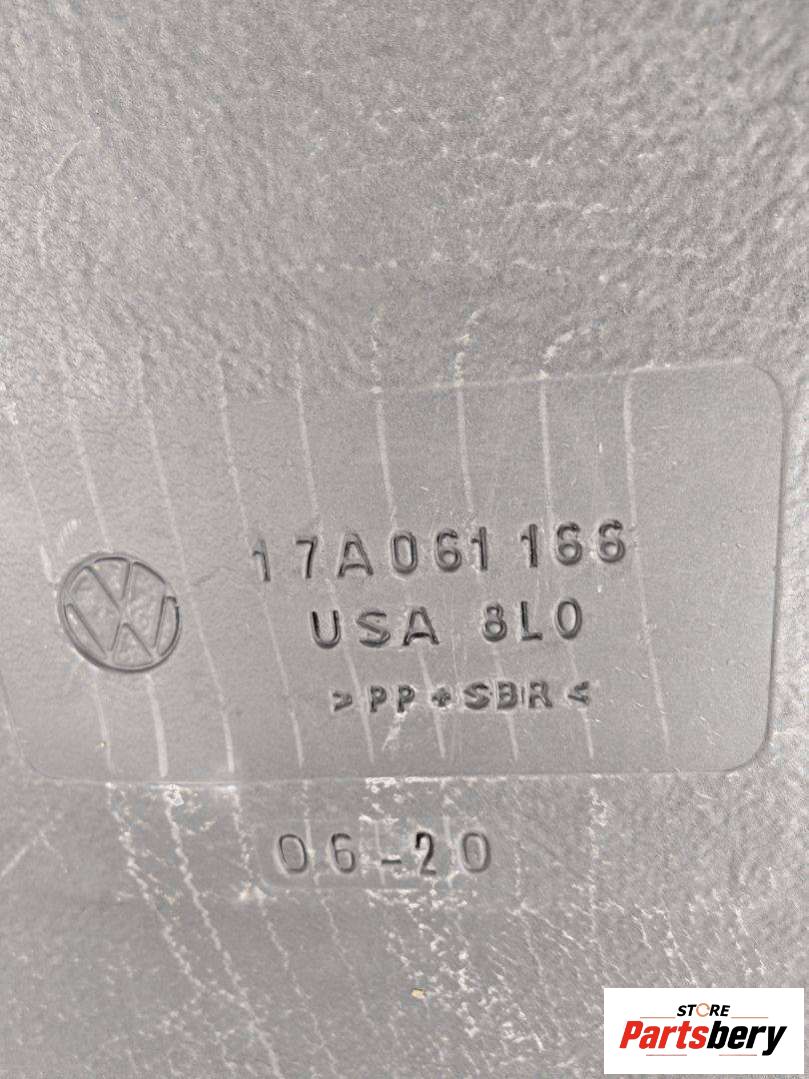 17A061166
USA 8L0
>PP+SBR<
06-20
STORE
Partsbery